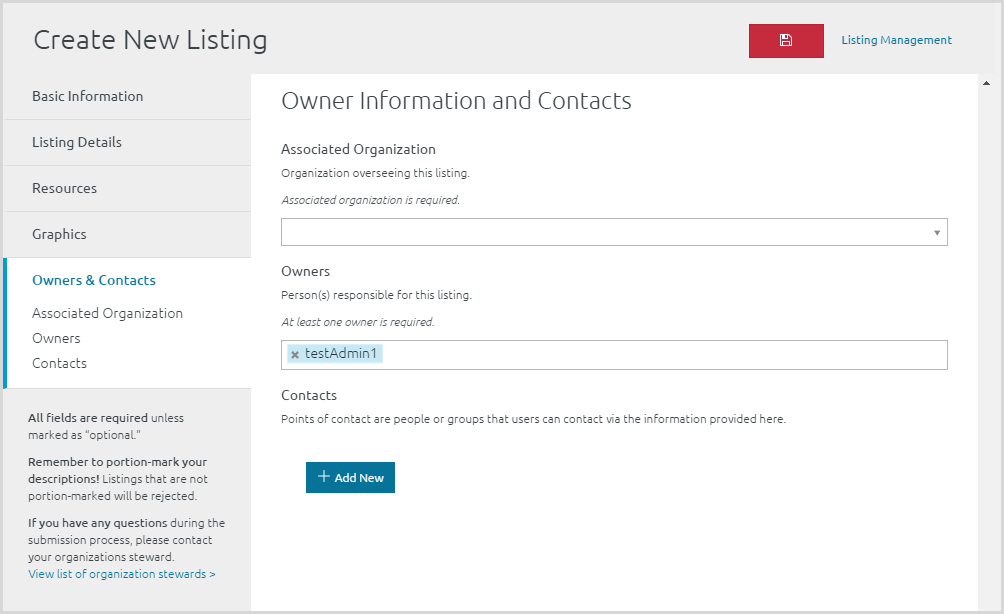 Create New Listing
Listing Management
Basic Information
Listing Details
Resources
Graphics
Owners & Contacts
Associated Organization
Owners
Contacts
All fields are required unless
marked as “optional.”
Remember to portion-mark your
descriptions! Listings that are not
portion-marked will be rejected.
If you have any questions during the
submission process, please contact
your organizations steward.
View list of organization stewards >
Owner Information and Contacts
Associated Organization
Organization overseeing this listing.
Associated organization is required.
Owners
Person(s) responsible for this listing.
At least one owner is required.
× testAdmin1
Contacts
Points of contact are people or groups that users can contact via the information provided here.
+ Add New